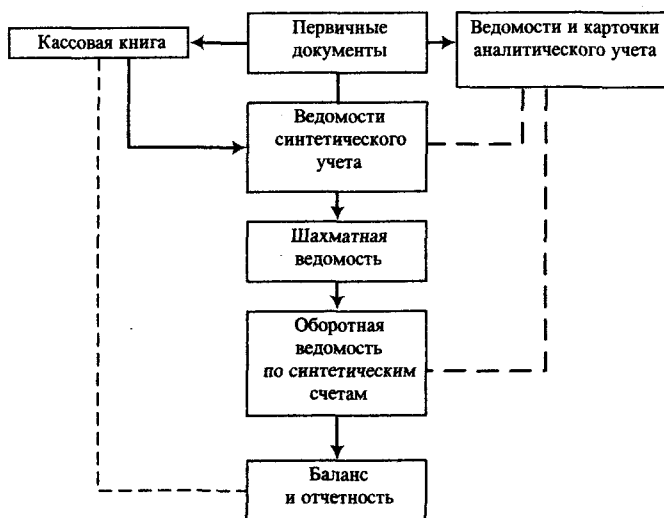 Кассовая книга
Первичные
документы
Ведомости и карточки
аналитического учета
Ведомости
синтетического
учета
Шахматная
ведомость
Оборотная
ведомость
по синтетическим
счетам
Баланс
и отчетность